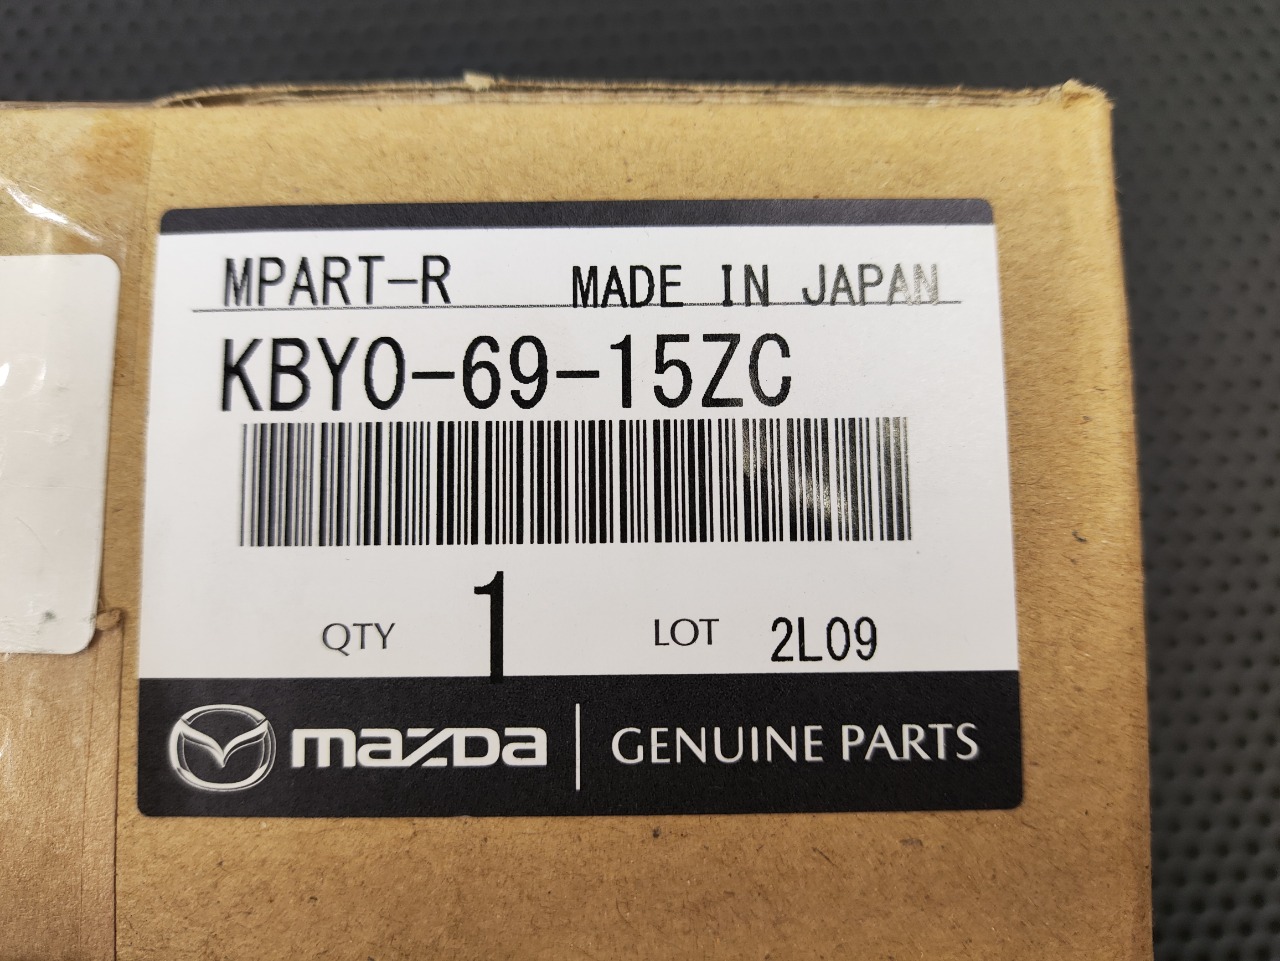 MPART-R MADE IN JAPAN
KBY0-69-15ZC
QTY 1 LOT 2L09
mazda GENUINE PARTS